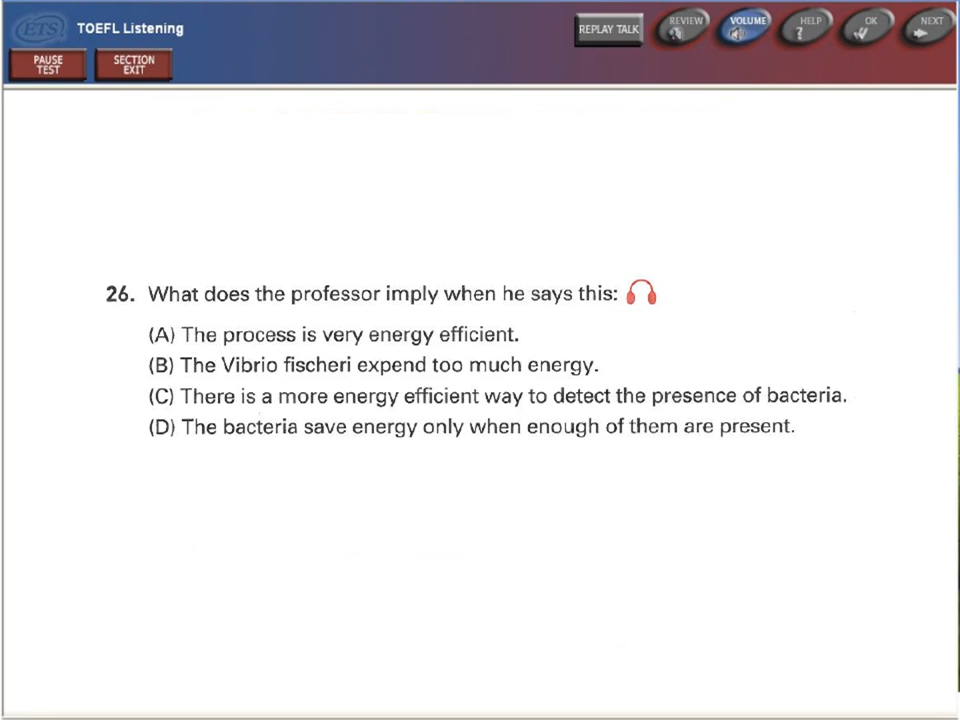 ETS TOEFL Listening
REPLAY TALK
REVIEW
VOLUME
HELP
OK
NEXT
PAUSE TEST
SECTION EXIT
26. What does the professor imply when he says this:
(A) The process is very energy efficient.
(B) The Vibrio fischeri expend too much energy.
(C) There is a more energy efficient way to detect the presence of bacteria.
(D) The bacteria save energy only when enough of them are present.